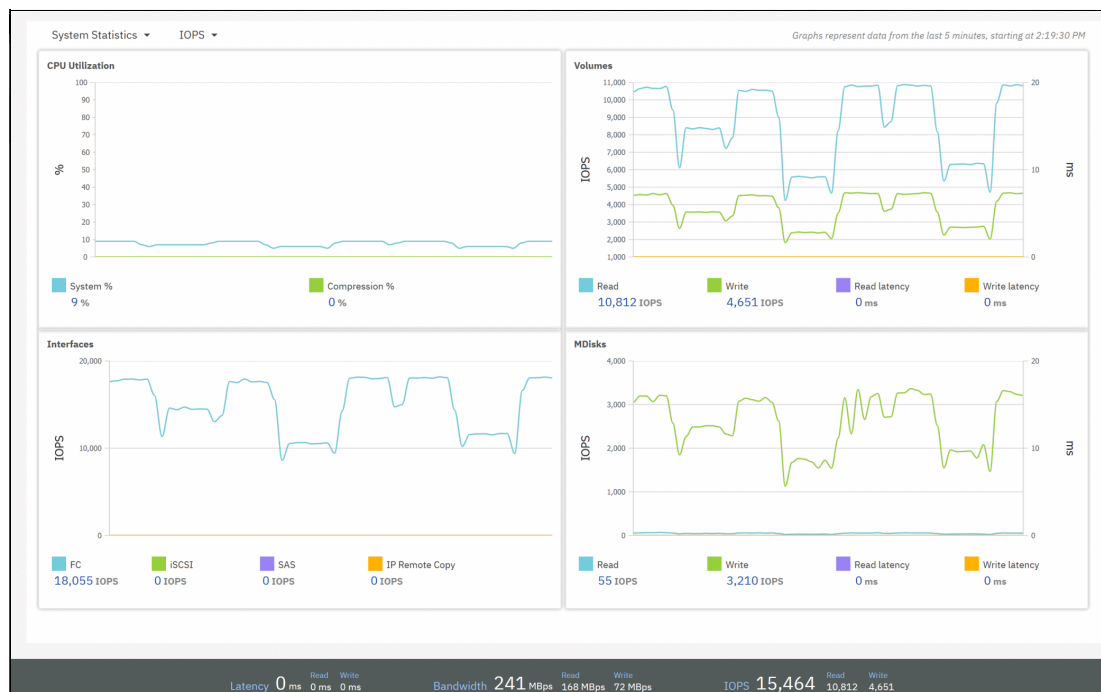 System Statistics IOPS Graphs represent data from the last 5 minutes, starting at 2:19:30 PM
CPU Utilization
100
90
80
70
60
50
40
30
20
10
0
%
System %
9 %
Compression %
0 %
Volumes
11,000
10,000
9,000
8,000
7,000
6,000
5,000
4,000
3,000
2,000
1,000
IOPS
20
10
0
ms
Read
10,812 IOPS
Write
4,651 IOPS
Read latency
0 ms
Write latency
0 ms
Interfaces
20,000
10,000
0
IOPS
FC
18,055 IOPS
iSCSI
0 IOPS
SAS
0 IOPS
IP Remote Copy
0 IOPS
MDisks
4,000
3,000
2,000
1,000
0
IOPS
20
10
0
ms
Read
55 IOPS
Write
3,210 IOPS
Read latency
0 ms
Write latency
0 ms
Latency 0 ms Read 0 ms Write 0 ms
Bandwidth 241 MBps Read 168 MBps Write 72 MBps
IOPS 15,464 Read 10,812 Write 4,651